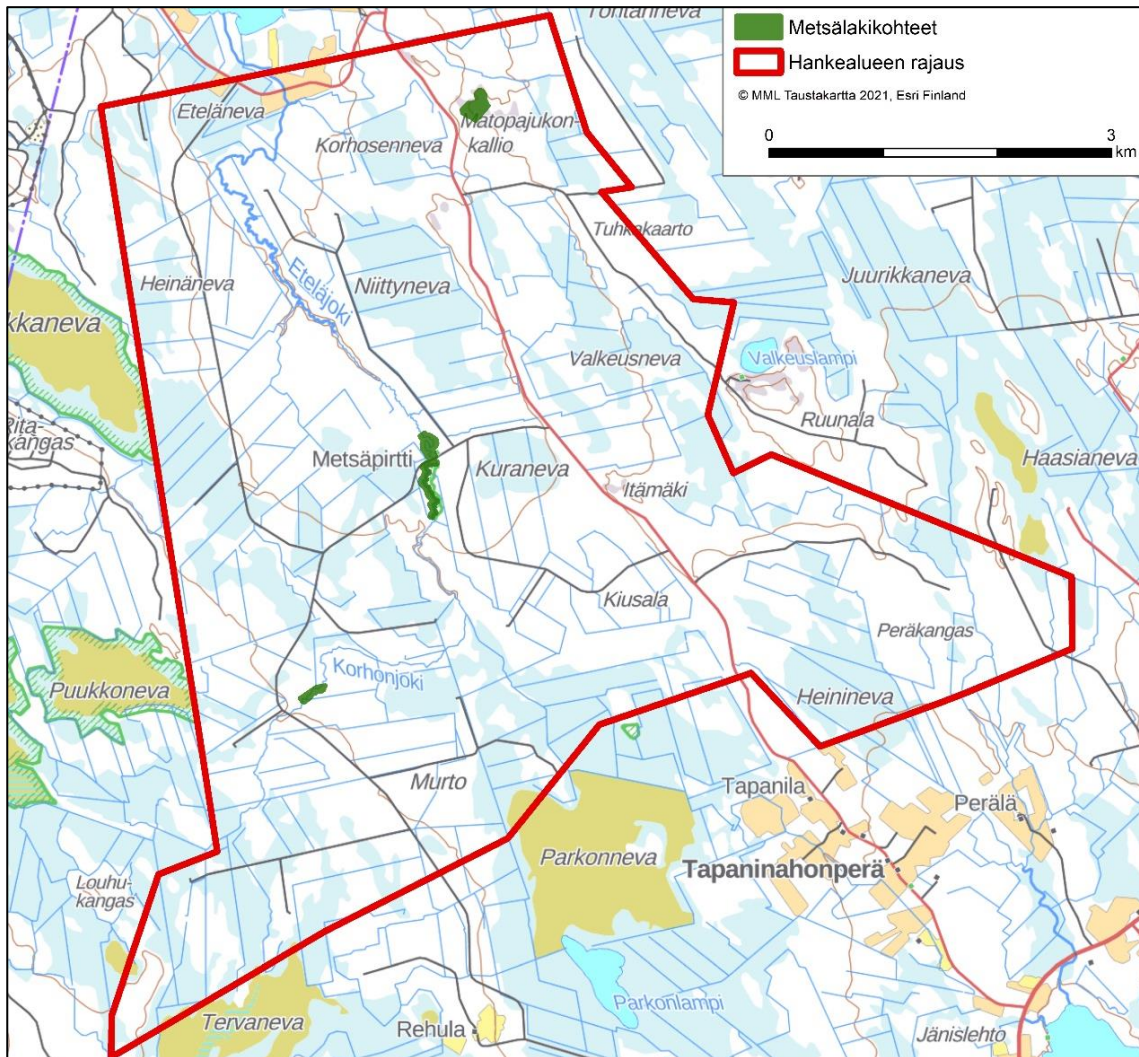 Tontanneva
Metsälakikohteet
Hankealueen rajaus
© MML Taustakartta 2021, Esri Finland
0
3
km
Eteläneva
Korhosenneva
Matopajukon-
kallio
Tuhkakaarto
Juurikkaneva
Heinäneva
Eteläjoki
Niittyneva
kkaneva
Valkeusneva
Valkeuslampi
Ruunala
Rita-
kangas
Metsäpirtti
Kuraneva
Itämäki
Haasianeva
Kiusala
Peräkangas
Korhonjoki
Puukkoneva
Heinineva
Murto
Tapanila
Perälä
Parkonneva
Tapaninahonperä
Louhu-
kangas
Parkonlampi
Tervaneva
Rehula
Jänislehto